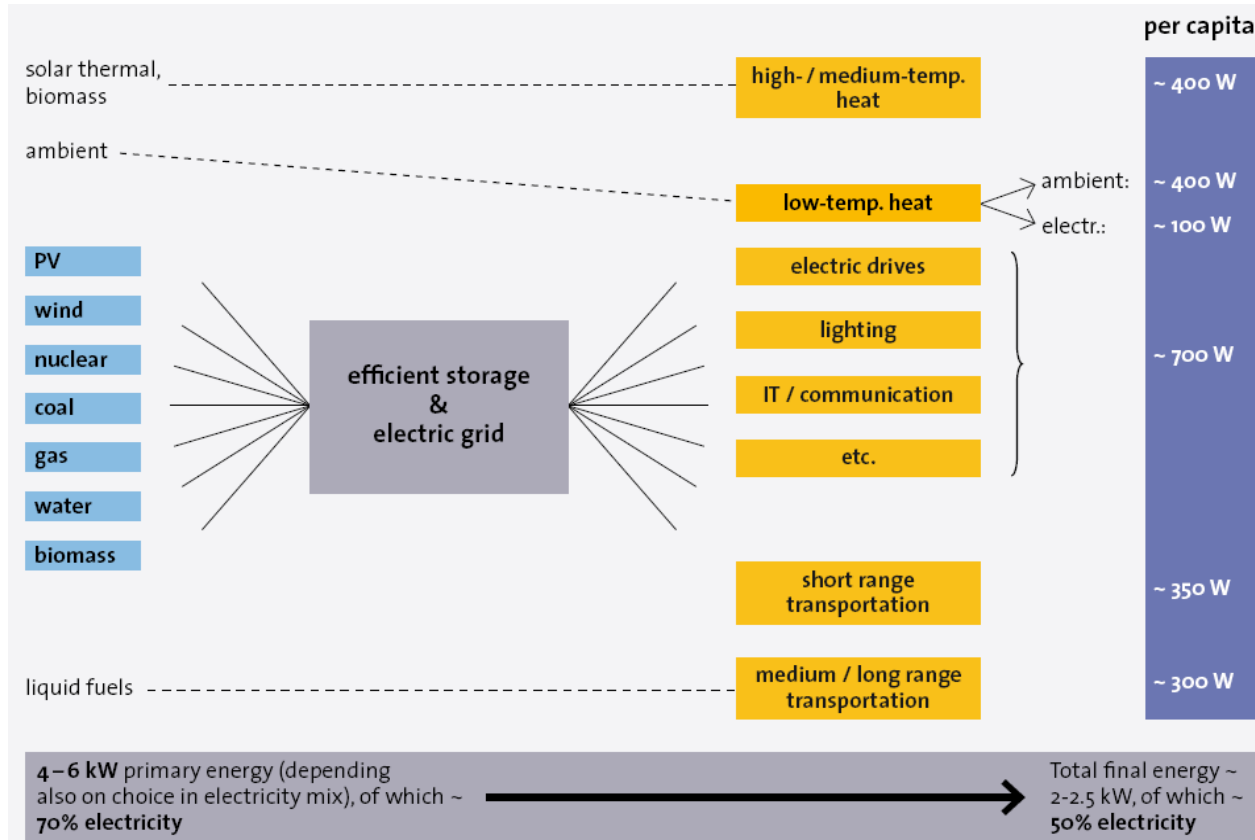 per capita
solar thermal,
biomass
high- / medium-temp.
heat
~ 400 W
ambient
low-temp. heat
ambient:
~ 400 W
electr.:
~ 100 W
PV
wind
nuclear
coal
gas
water
biomass
efficient storage
&
electric grid
electric drives
lighting
IT / communication
etc.
~ 700 W
short range
transportation
~ 350 W
liquid fuels
medium / long range
transportation
~ 300 W
4 – 6 kW primary energy (depending
also on choice in electricity mix), of which ~
70% electricity
Total final energy ~
2-2.5 kW, of which ~
50% electricity